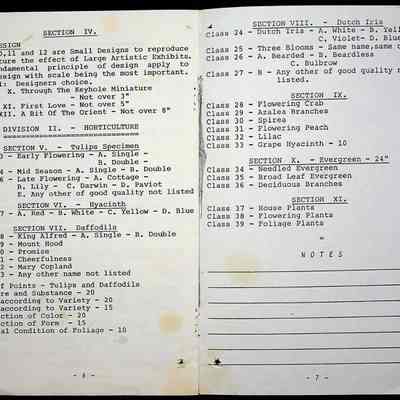 SECTION IV.
ESIGN
,11 and 12 are Small Designs to reproduce
ture the effect of Large Artistic Exhibits.
ndamental principle of design apply to
esign with scale being the most important.
: Designers choice.
X. Through The Keyhole Miniature
- Not over 3"
XI. First Love - Not over 5"
XII. A Bit Of The Orient - Not over 8"
DIVISION II. - HORTICULTURE
SECTION V. - Tulips Specimen
- Early Flowering - A. Single -
B. Double -
4 - Mid Season - A. Single - B. Double
6 - Late Flowering - A. Cottage -
B. Lily - C. Darwin - D. Paviot
E. Any other of good quality not listed
SECTION VI. - Hyacinth
7 - A. Red - B. White - C. Yellow - D. Blue
SECTION VII. Daffodils
8 - King Alfred - A. Single - B. Double
9 - Mount Hood
0 - Promise
1 - Cheerfulness
2 - Mary Copland
3 - Any other name not listed
f Points - Tulips and Daffodils
re and Substance - 20
according to Variety - 20
according to Variety - 15
ction of Color - 20
ction of Form - 15
al Condition of Foliage - 10
- 6 -
SECTION VIII. - Dutch Iris
Class 24 - Dutch Iris - A. White - B. Yel
C. Violet - D. Blue
Class 25 - Three Blooms - Same name, same c
Class 26 - A. Bearded - B. Beardless
C. Bulbrow
Class 27 - B - Any other of good quality n
listed.
SECTION IX.
Class 28 - Flowering Crab
Class 29 - Azalea Branches
Class 30 - Spirea
Class 31 - Flowering Peach
Class 32 - Lilac
Class 33 - Grape Hyacinth - 10
SECTION X. - Evergreen - 24"
Class 34 - Needled Evergreen
Class 35 - Broad Leaf Evergreen
Class 36 - Deciduous Branches
SECTION XI.
Class 37 - House Plants
Class 38 - Flowering Plants
Class 39 - Foliage Plants
N O T E S
- 7 -